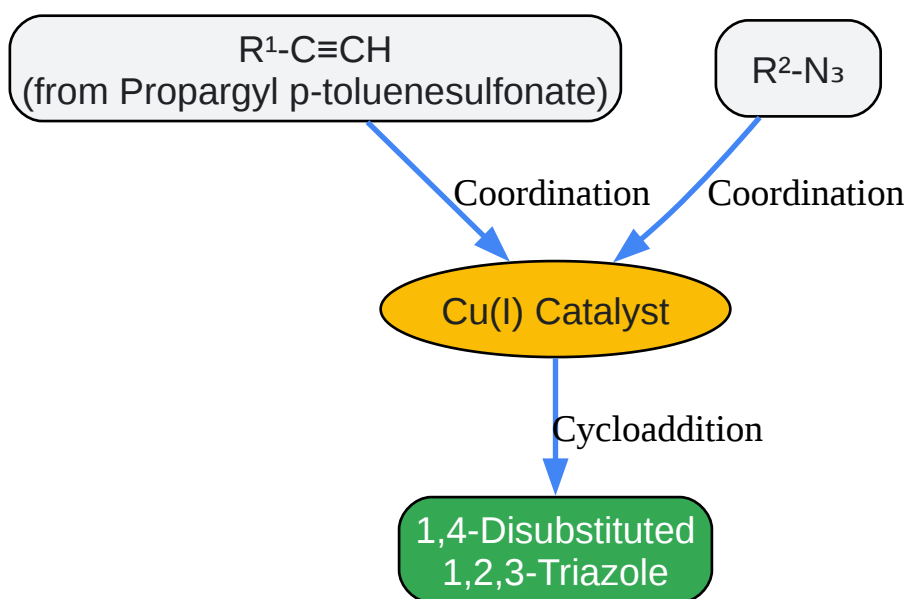 R¹-C≡CH
(from Propargyl p-toluenesulfonate)
R²-N₃
Coordination
Coordination
Cu(I) Catalyst
Cycloaddition
1,4-Disubstituted
1,2,3-Triazole